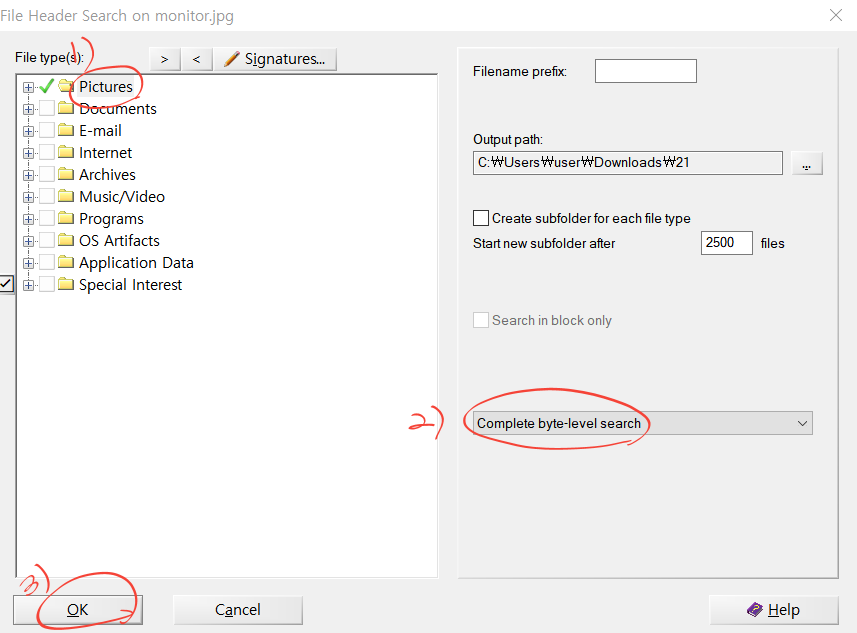 File Header Search on monitor.jpg
File type(s):
1)
>
<
Signatures...
Pictures
Documents
E-mail
Internet
Archives
Music/Video
Programs
OS Artifacts
Application Data
Special Interest
Filename prefix:
Output path:
C:₩Users₩user₩Downloads₩21
...
Create subfolder for each file type
Start new subfolder after 2500 files
Search in block only
2)
Complete byte-level search
3)
OK
Cancel
Help